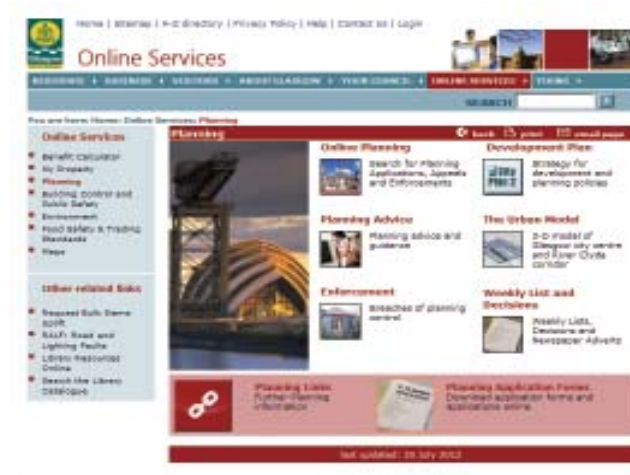 Home | Sitemap | A-Z directory | Privacy Policy | Help | Contact Us | Login
Online Services
RESIDENTS
BUSINESS
VISITORS
ABOUT GLASGOW
YOUR COUNCIL
ONLINE SERVICES
YOUNG
SEARCH
You are here: Home: Online Services: Planning
Online Services
Benefit Calculator
My Property
Planning
Building Control and
Public Safety
Environment
Food Safety & Trading
Standards
Maps
Other related links
Request Bulk Items
Uplift
RALF: Road and
Lighting Faults
Library Resources
Online
Search the Library
Catalogue
Planning
back
print
email page
Online Planning
Search for Planning
Applications, Appeals
and Enforcements
Development Plan
Strategy for
development and
planning policies
Planning Advice
Planning advice and
guidance
The Urban Model
3-D model of
Glasgow city centre
and River Clyde
corridor
Enforcement
Breaches of planning
control
Weekly List and
Decisions
Weekly Lists,
Decisions and
Newspaper Adverts
Planning Links
Further Planning
information
Planning Application Forms
Download application forms and
applications online
last updated: 25 July 2012